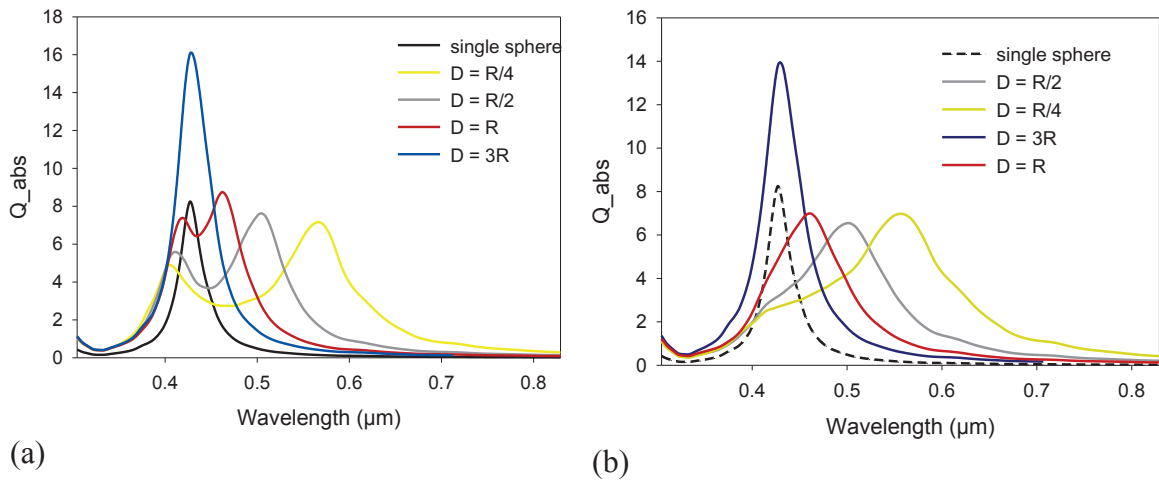 18
16
14
12
10
8
6
4
2
0
Q_abs
0.4 0.5 0.6 0.7 0.8
Wavelength (µm)
single sphere
D = R/4
D = R/2
D = R
D = 3R
(a)
16
14
12
10
8
6
4
2
0
Q_abs
0.4 0.5 0.6 0.7 0.8
Wavelength (µm)
single sphere
D = R/2
D = R/4
D = 3R
D = R
(b)